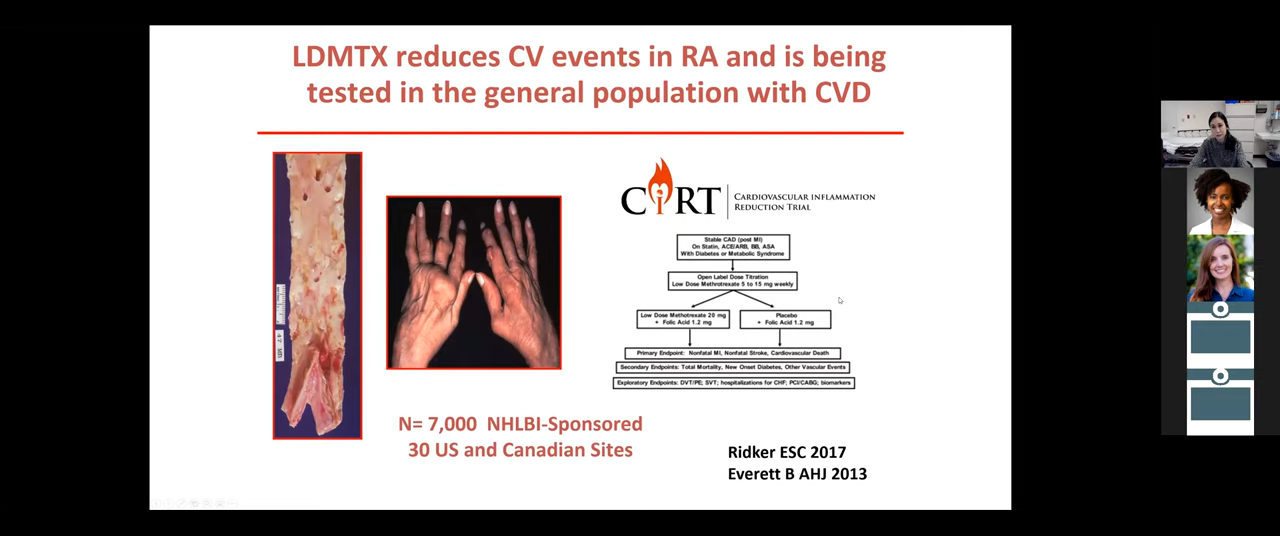 LDMTX reduces CV events in RA and is being
tested in the general population with CVD
CIRT
CARDIOVASCULAR INFLAMMATION
REDUCTION TRIAL
Stable CAD (post MI)
On Statin, ACE/ARB, BB, ASA
With Diabetes or Metabolic Syndrome
Open Label Dose Titration
Low Dose Methrotrexate 5 to 15 mg weekly
Low Dose Methotrexate 20 mg
+ Folic Acid 1.2 mg
Placebo
+ Folic Acid 1.2 mg
Primary Endpoint: Nonfatal MI, Nonfatal Stroke, Cardiovascular Death
Secondary Endpoints: Total Mortality, New Onset Diabetes, Other Vascular Events
Exploratory Endpoints: DVT/PE; SVT; hospitalizations for CHF; PCI/CABG; biomarkers
N= 7,000 NHLBI-Sponsored
30 US and Canadian Sites
Ridker ESC 2017
Everett B AHJ 2013